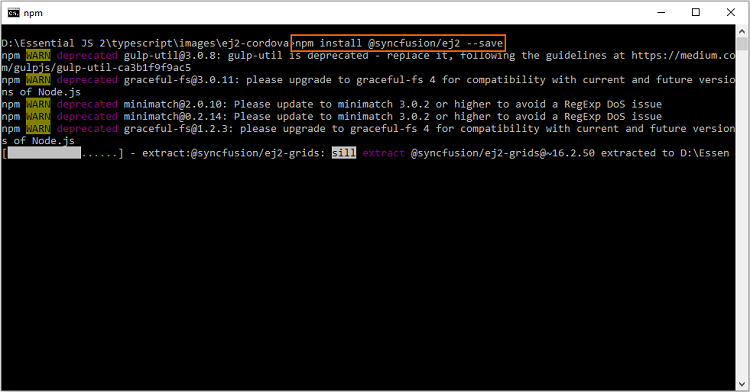 npm
D:\Essential JS 2\typescript\images\ej2-cordova>npm install @syncfusion/ej2 --save
npm WARN deprecated gulp-util@3.0.8: gulp-util is deprecated - replace it, following the guidelines at https://medium.co
m/gulpjs/gulp-util-ca3b1f9f9ac5
npm WARN deprecated graceful-fs@3.0.11: please upgrade to graceful-fs 4 for compatibility with current and future versio
ns of Node.js
npm WARN deprecated minimatch@2.0.10: Please update to minimatch 3.0.2 or higher to avoid a RegExp DoS issue
npm WARN deprecated minimatch@0.2.14: Please update to minimatch 3.0.2 or higher to avoid a RegExp DoS issue
npm WARN deprecated graceful-fs@1.2.3: please upgrade to graceful-fs 4 for compatibility with current and future version
s of Node.js
[ ......] - extract:@syncfusion/ej2-grids: sill extract @syncfusion/ej2-grids@~16.2.50 extracted to D:\Essen